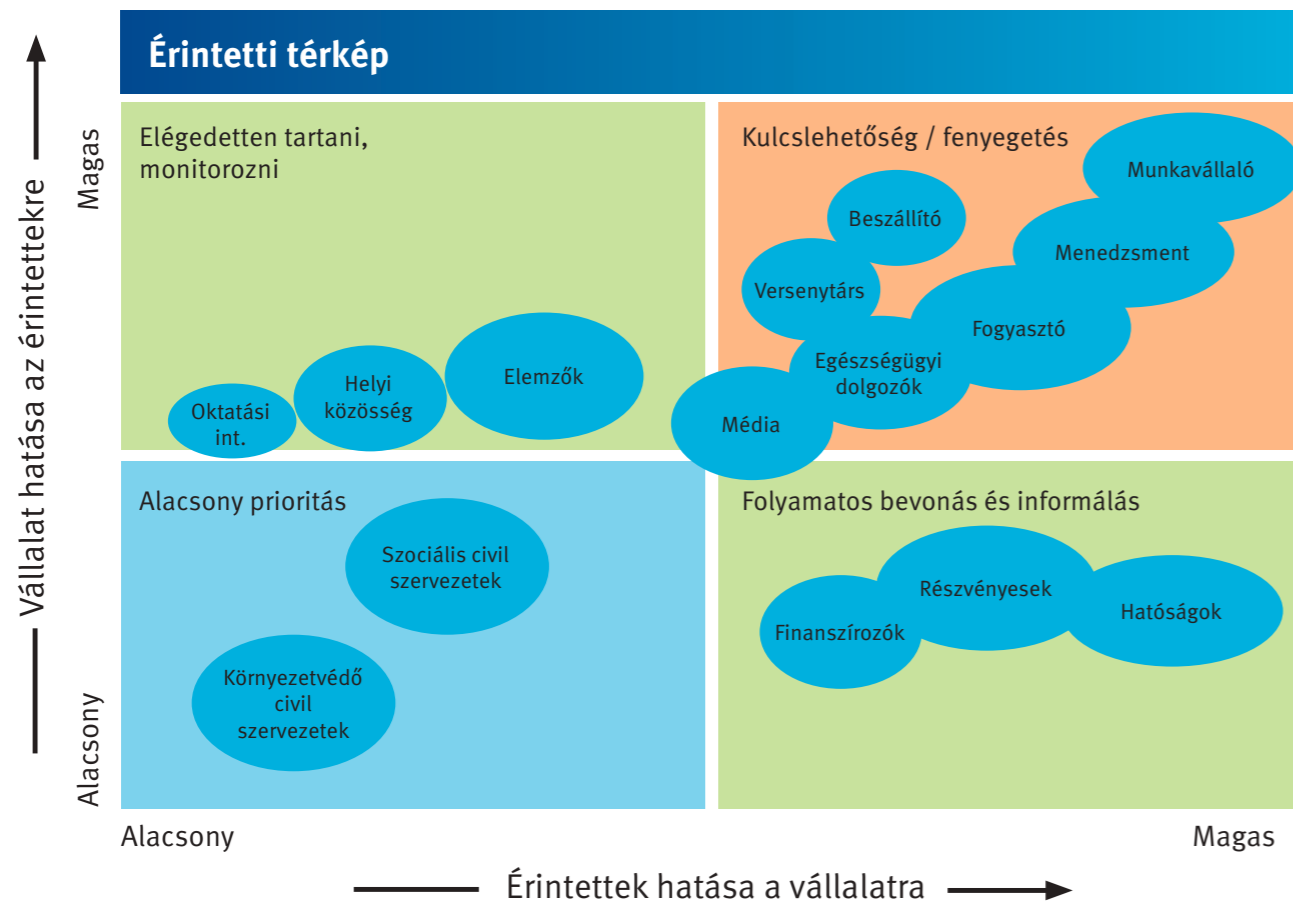 Érintetti térkép
Vállalat hatása az érintettekre
Magas
Alacsony
Elégedetten tartani,
monitorozni
Oktatási
int.
Helyi
közösség
Elemzők
Kulcslehetőség / fenyegetés
Munkavállaló
Beszállító
Menedzsment
Versenytárs
Fogyasztó
Egészségügyi
dolgozók
Média
Alacsony prioritás
Szociális civil
szervezetek
Környezetvédő
civil
szervezetek
Folyamatos bevonás és informálás
Részvényesek
Finanszírozók
Hatóságok
Alacsony
Magas
Érintettek hatása a vállalatra